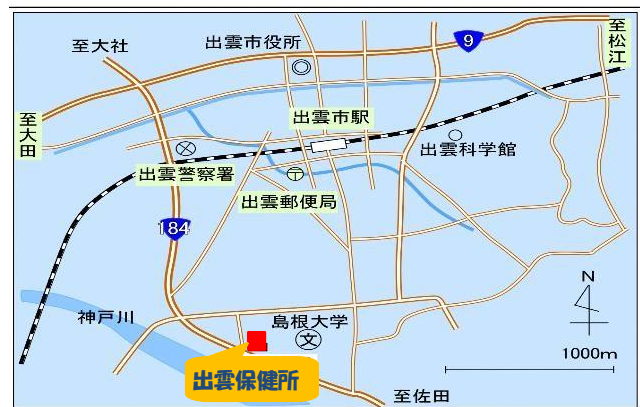 至大社
出雲市役所
9
至松江
至大田
出雲市駅
出雲科学館
出雲警察署
出雲郵便局
184
N
神戸川
島根大学
文
1000m
出雲保健所
至佐田